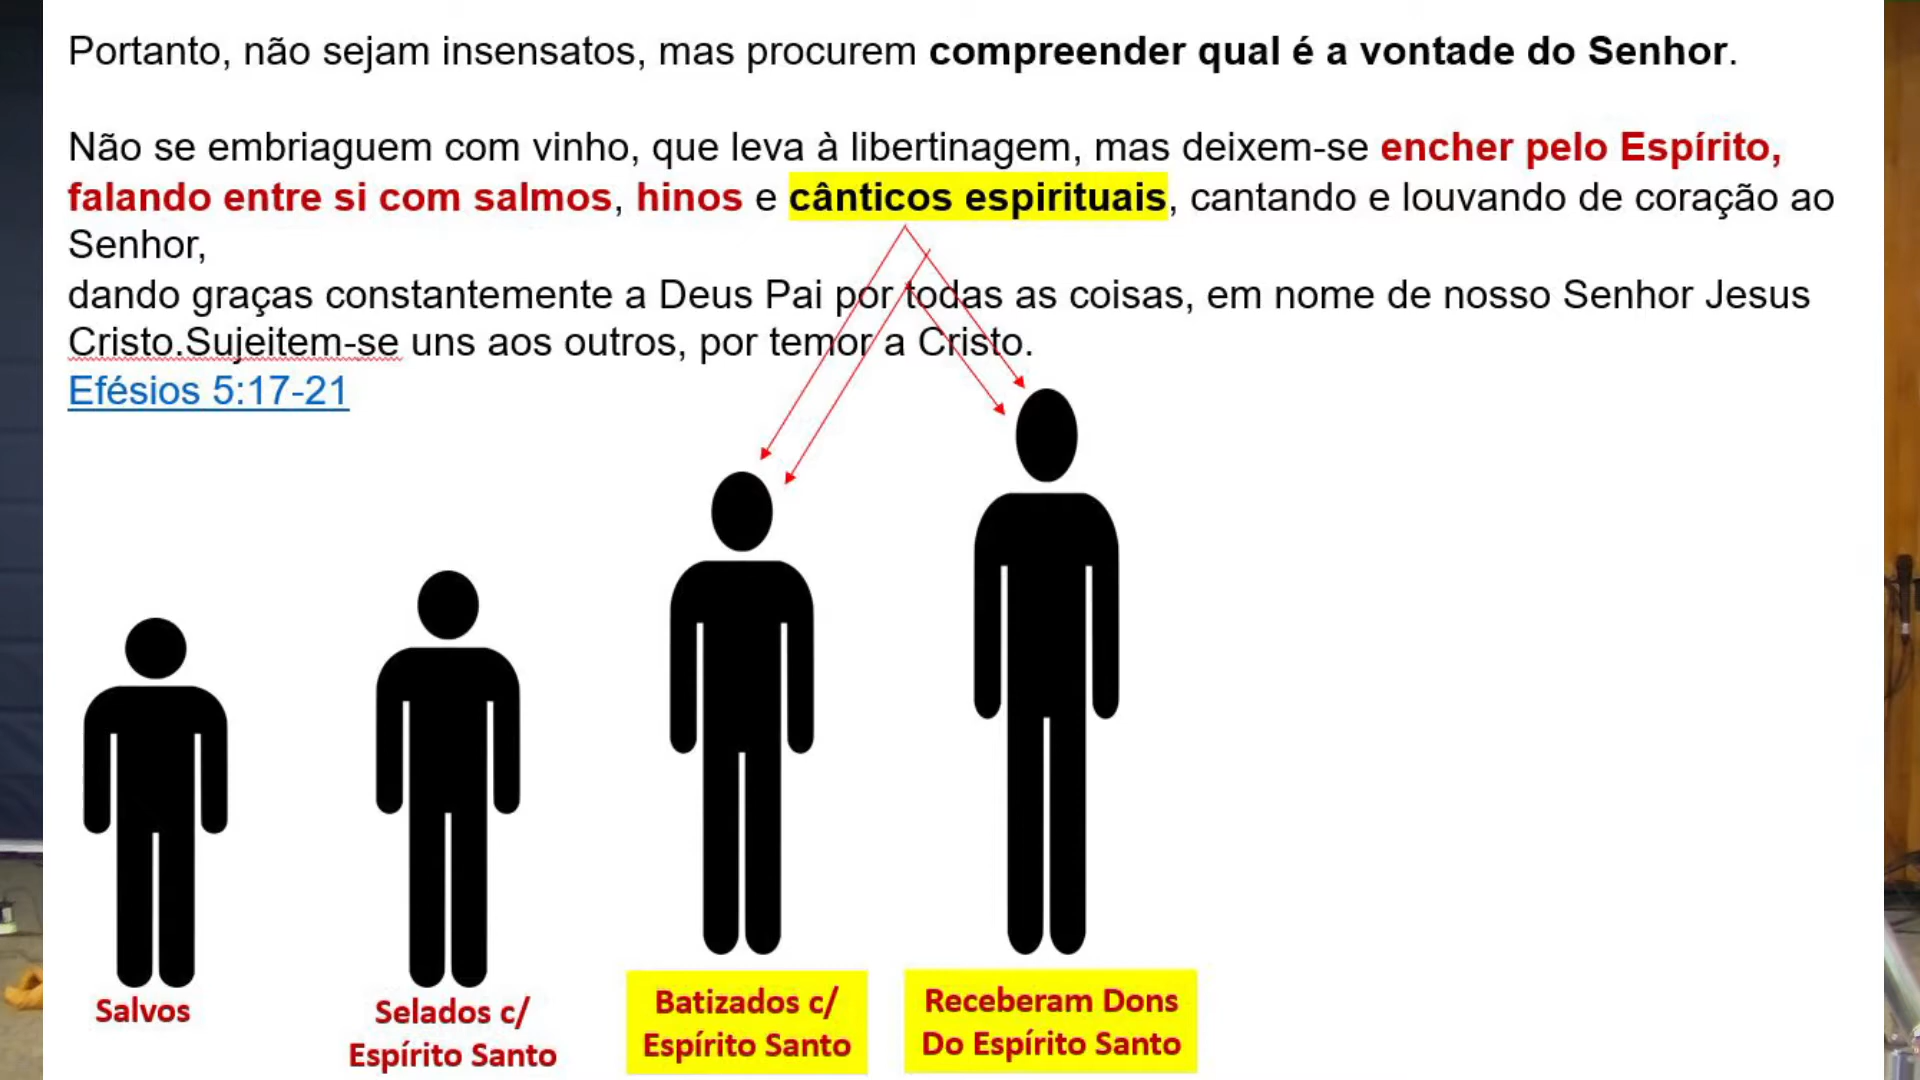 Portanto, não sejam insensatos, mas procurem compreender qual é a vontade do Senhor.
Não se embriaguem com vinho, que leva à libertinagem, mas deixem-se encher pelo Espírito,
falando entre si com salmos, hinos e cânticos espirituais, cantando e louvando de coração ao
Senhor,
dando graças constantemente a Deus Pai por todas as coisas, em nome de nosso Senhor Jesus
Cristo.Sujeitem-se uns aos outros, por temor a Cristo.
Efésios 5:17-21
Salvos
Selados c/
Espírito Santo
Batizados c/
Espírito Santo
Receberam Dons
Do Espírito Santo